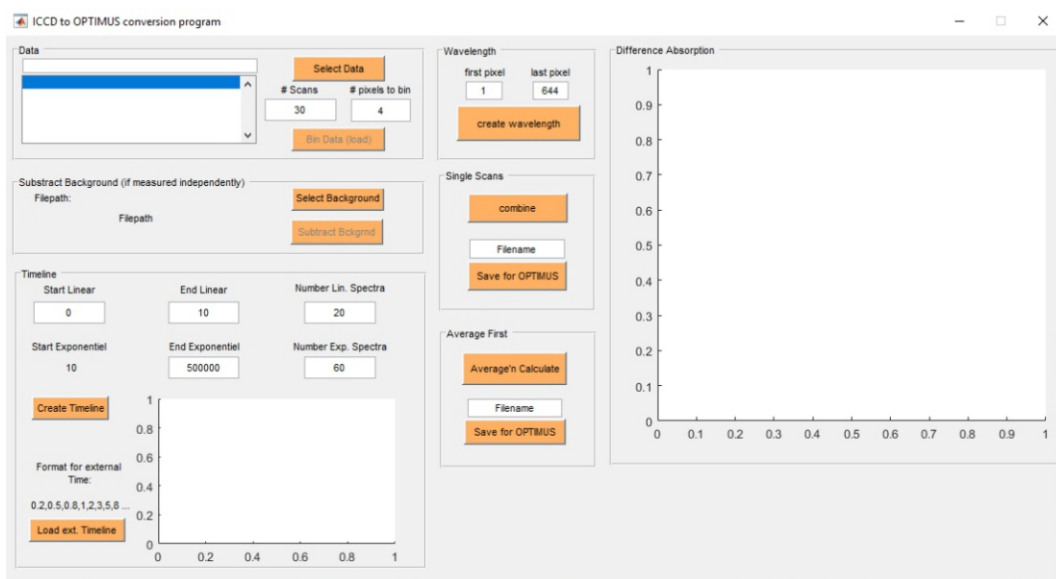 ICCD to OPTIMUS conversion program
Data
Select Data
# Scans
# pixels to bin
30
4
Bin Data (load)
Substract Background (if measured independently)
Filepath:
Filepath
Select Background
Subtract Bckgrnd
Timeline
Start Linear
End Linear
Number Lin. Spectra
0
10
20
Start Exponentiel
End Exponentiel
Number Exp. Spectra
10
500000
60
Create Timeline
Format for external
Time:
0.2,0.5,0.8,1,2,3,5,8 ...
Load ext. Timeline
1
0.8
0.6
0.4
0.2
0
0 0.2 0.4 0.6 0.8 1
Wavelength
first pixel
last pixel
1
644
create wavelength
Single Scans
combine
Filename
Save for OPTIMUS
Average First
Average'n Calculate
Filename
Save for OPTIMUS
Difference Absorption
1
0.9
0.8
0.7
0.6
0.5
0.4
0.3
0.2
0.1
0
0 0.1 0.2 0.3 0.4 0.5 0.6 0.7 0.8 0.9 1